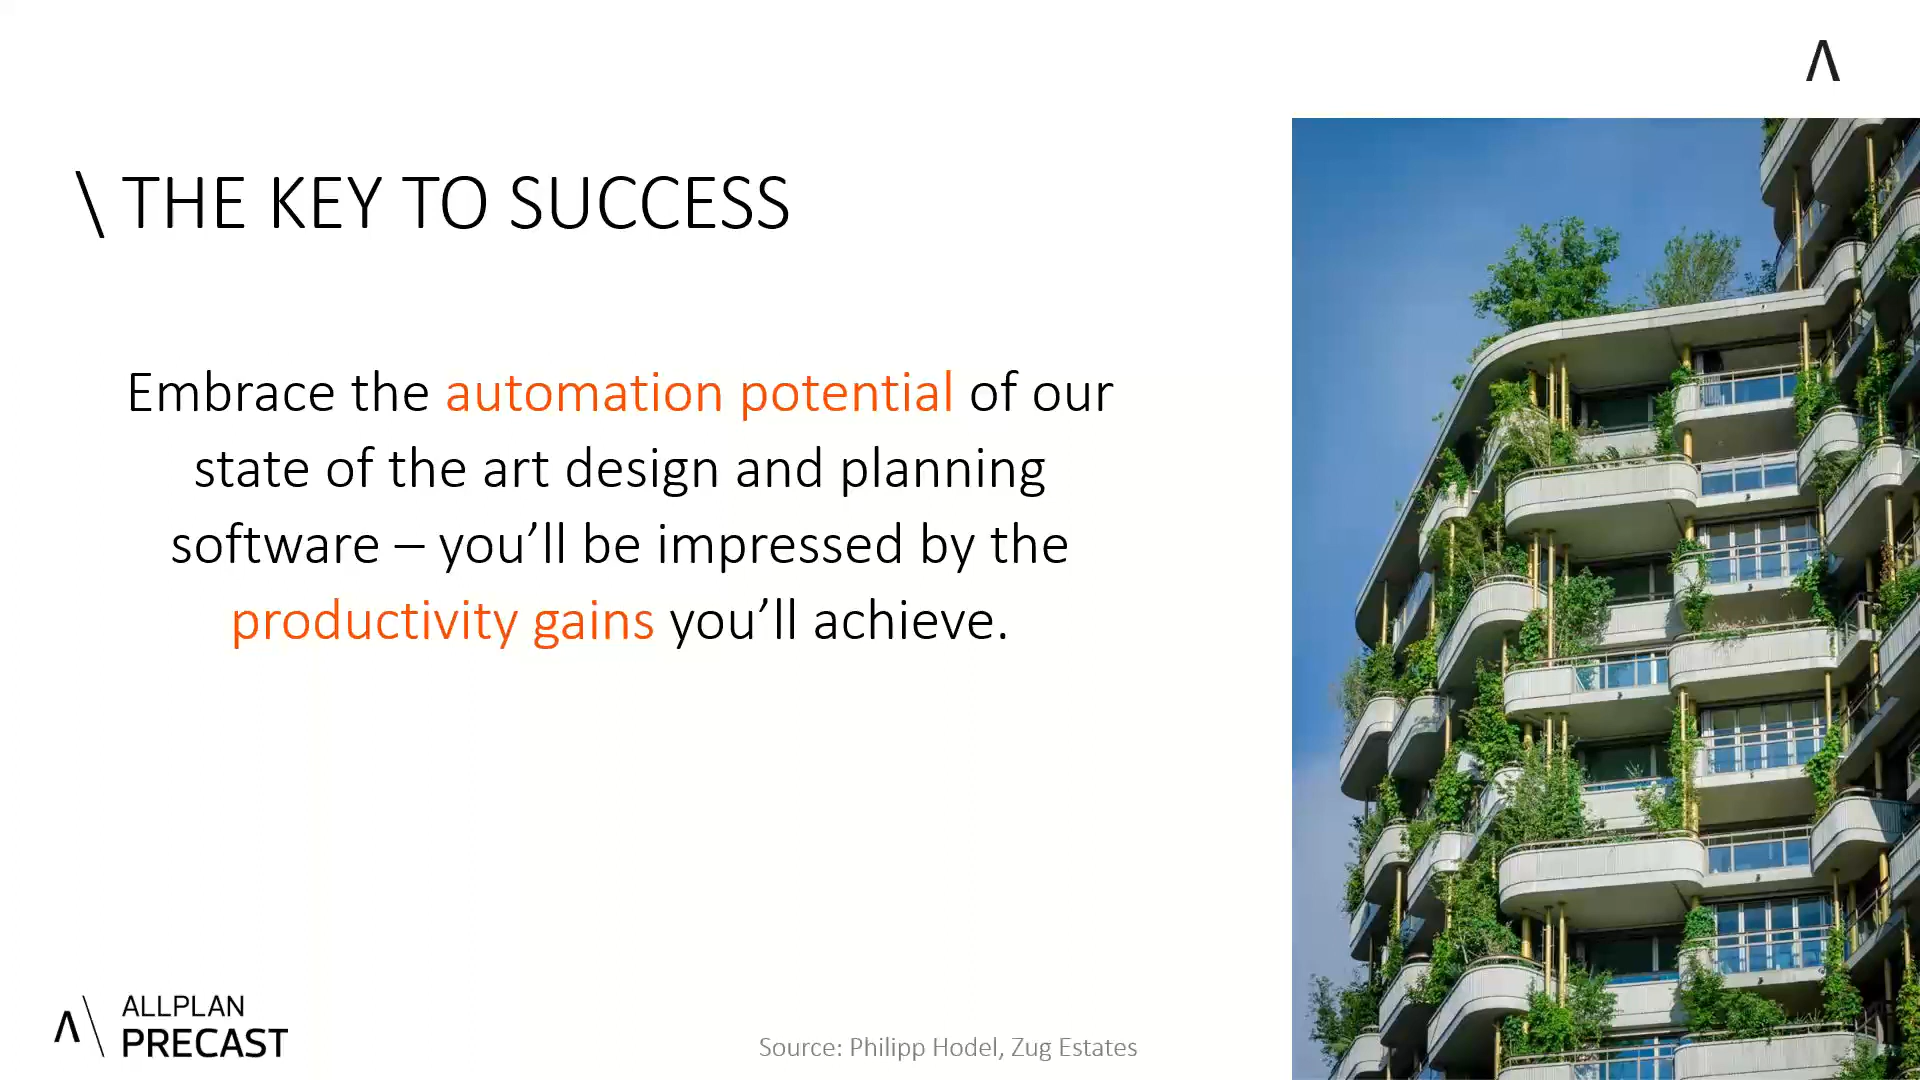 \ THE KEY TO SUCCESS
Embrace the automation potential of our
state of the art design and planning
software – you’ll be impressed by the
productivity gains you’ll achieve.
ALLPLAN
PRECAST
Source: Philipp Hodel, Zug Estates